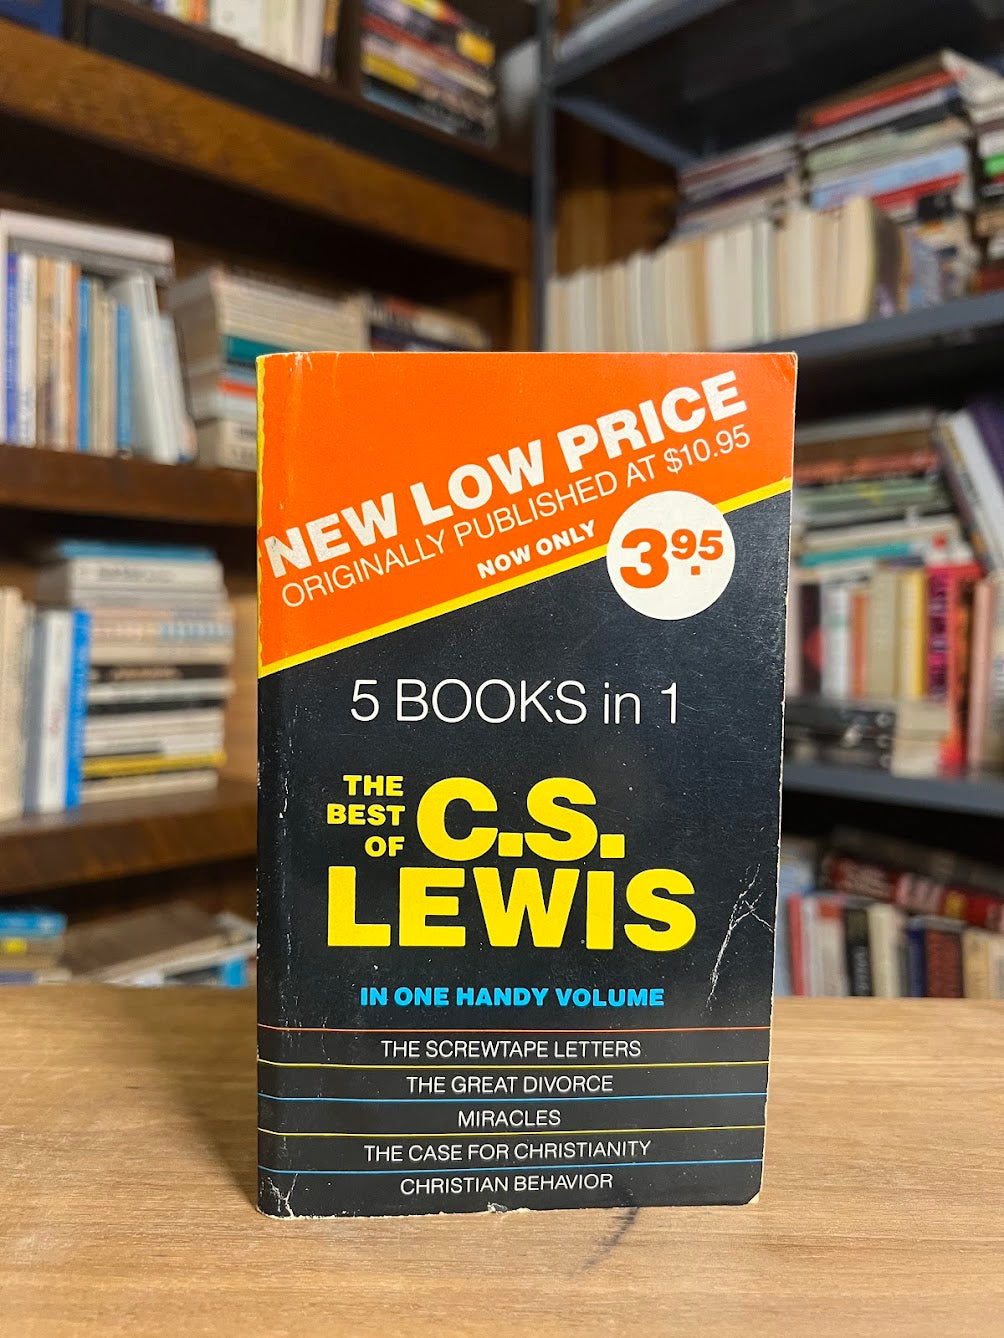 NEW LOW PRICE
ORIGINALLY PUBLISHED AT $10.95
NOW ONLY 3.95
5 BOOKS in 1
THE
BEST
OF C.S.
LEWIS
IN ONE HANDY VOLUME
THE SCREWTAPE LETTERS
THE GREAT DIVORCE
MIRACLES
THE CASE FOR CHRISTIANITY
CHRISTIAN BEHAVIOR